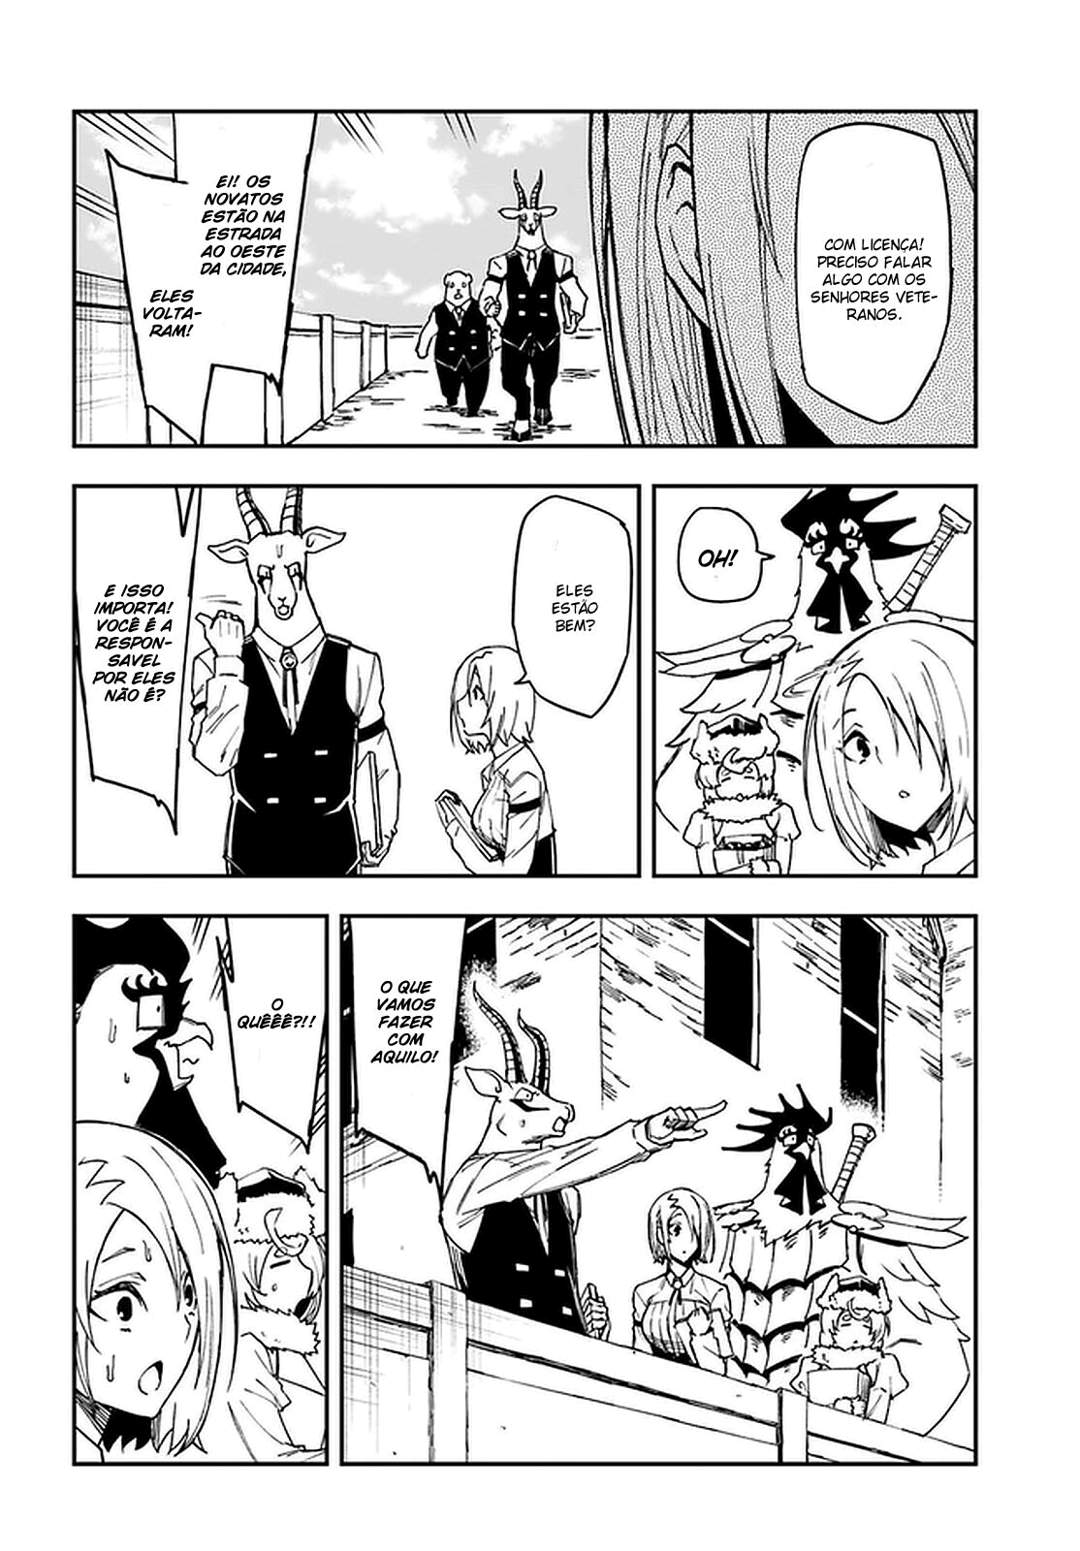 COM LICENÇA!
PRECISO FALAR
ALGO COM OS
SENHORES VETE-
RANOS.
EI! OS
NOVATOS
ESTÃO NA
ESTRADA
AO OESTE
DA CIDADE,
ELES
VOLTA-
RAM!
OH!
ELES
ESTÃO
BEM?
E ISSO
IMPORTA!
VOCÊ É A
RESPON-
SAVEL
POR ELES
NÃO É?
O QUE
VAMOS
FAZER
COM
AQUILO!
O
QUÊÊÊ?!!